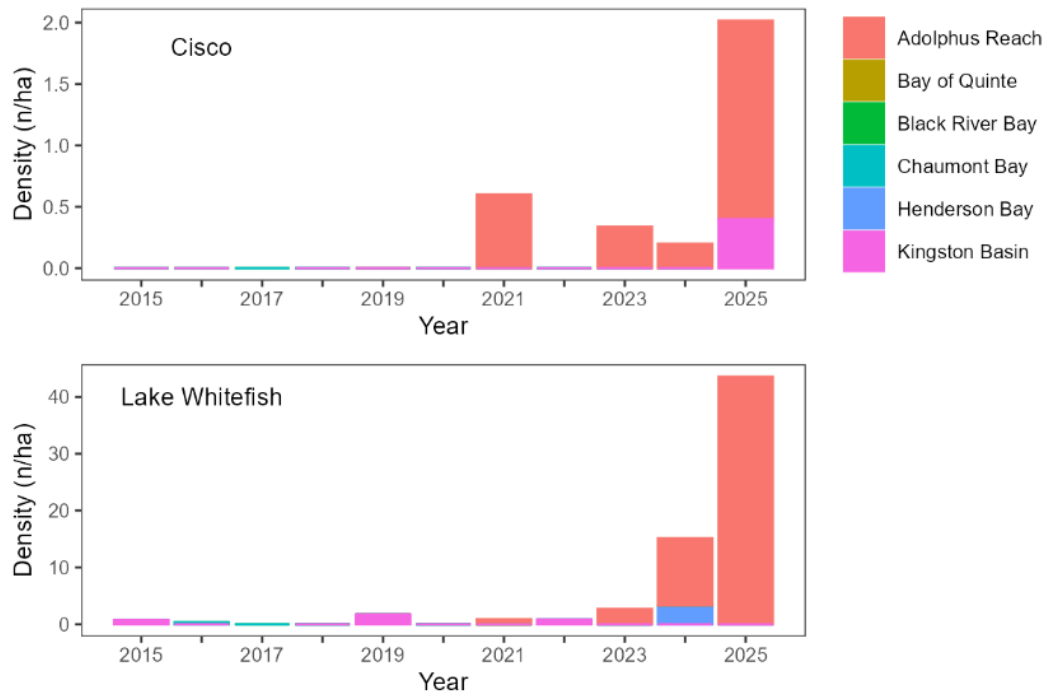 Cisco
Density (n/ha)
2.0
1.5
1.0
0.5
0.0
2015 2017 2019 2021 2023 2025
Year
Adolphus Reach
Bay of Quinte
Black River Bay
Chaumont Bay
Henderson Bay
Kingston Basin
Lake Whitefish
Density (n/ha)
40
30
20
10
0
2015 2017 2019 2021 2023 2025
Year